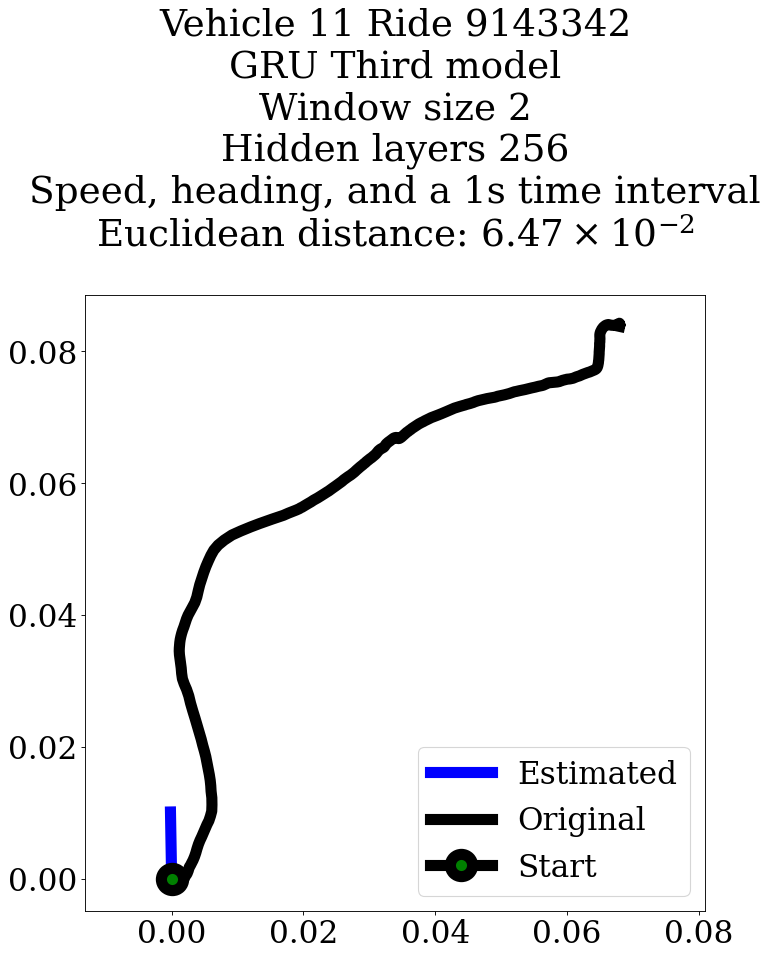 Vehicle 11 Ride 9143342
GRU Third model
Window size 2
Hidden layers 256
Speed, heading, and a 1s time interval
Euclidean distance: 6.47 × 10⁻²
0.08
0.06
0.04
0.02
0.00
Estimated
Original
Start
0.00 0.02 0.04 0.06 0.08